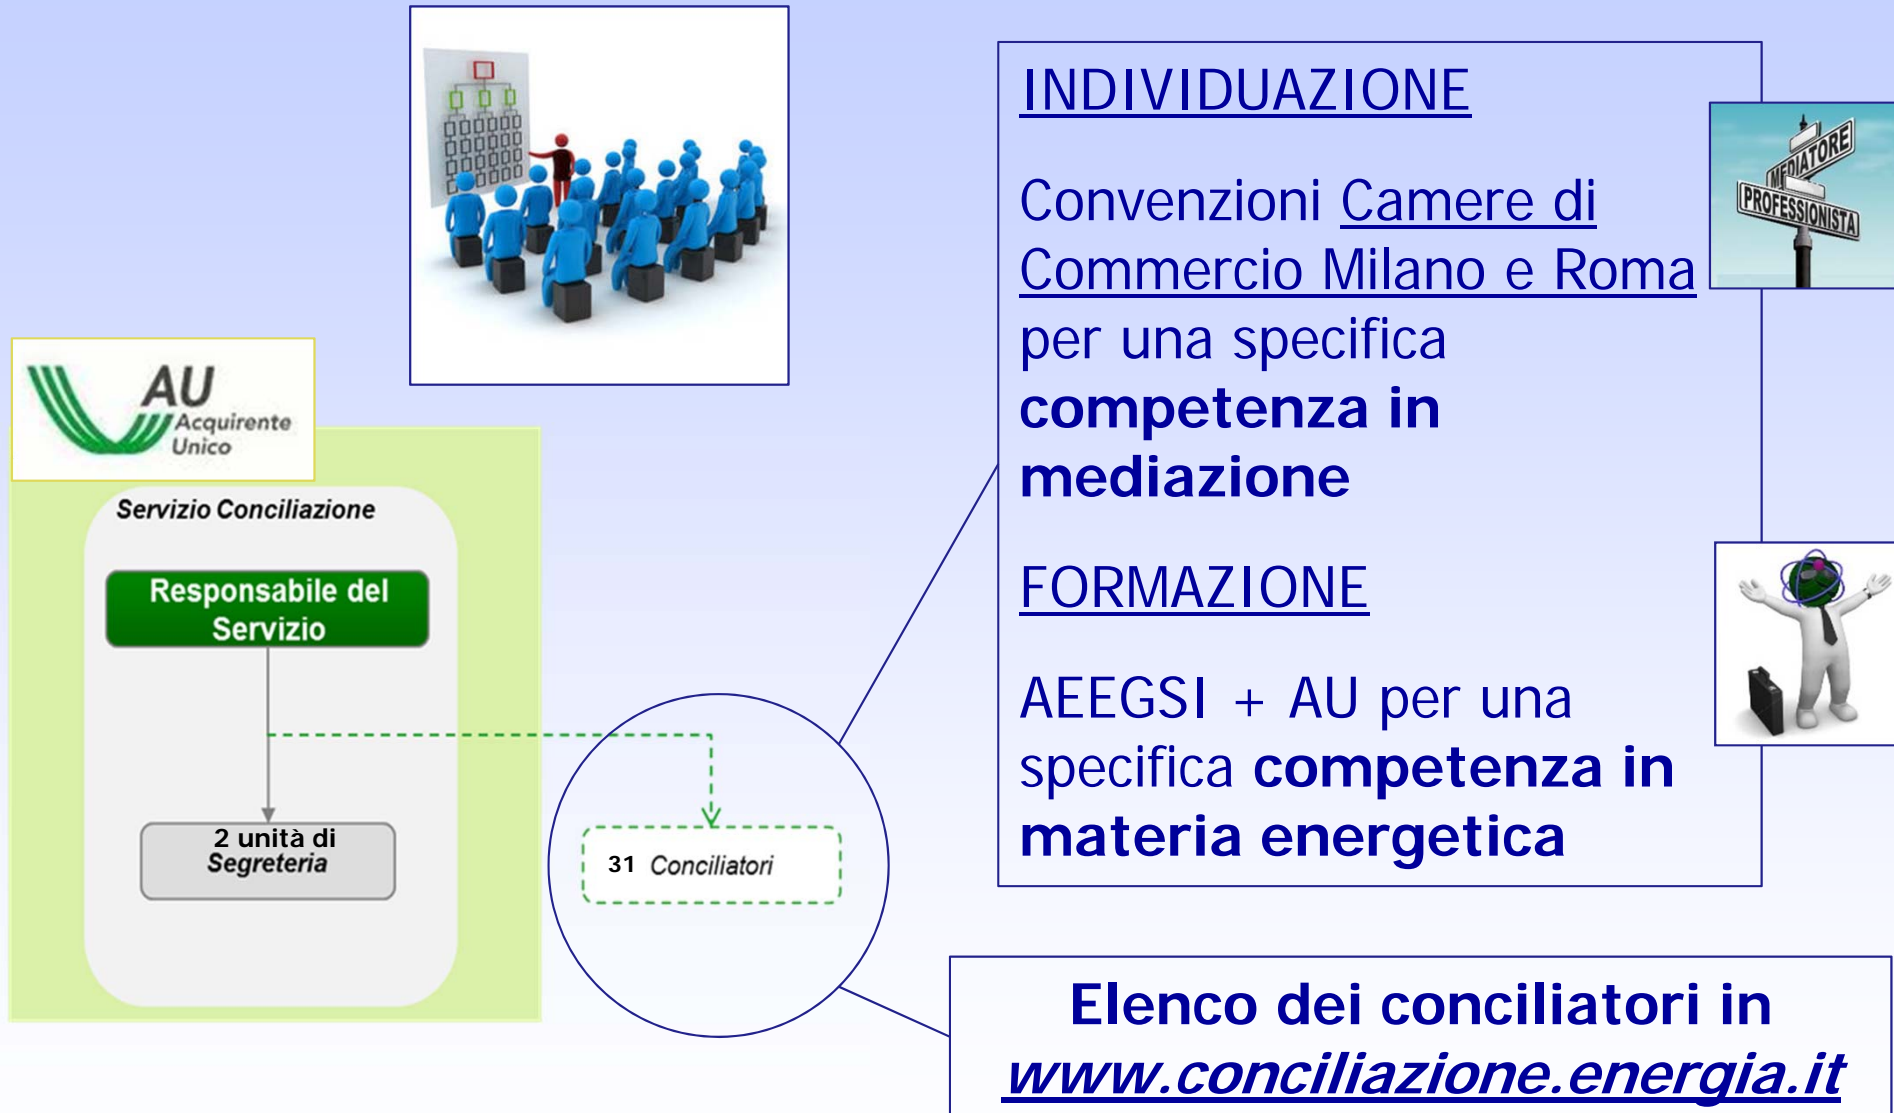 AU
Acquirente
Unico
Servizio Conciliazione
Responsabile del
Servizio
2 unità di
Segreteria
31 Conciliatori
INDIVIDUAZIONE
Convenzioni Camere di
Commercio Milano e Roma
per una specifica
competenza in
mediazione
FORMAZIONE
AEEGSI + AU per una
specifica competenza in
materia energetica
MEDIATORE
PROFESSIONISTA
Elenco dei conciliatori in
www.conciliazione.energia.it